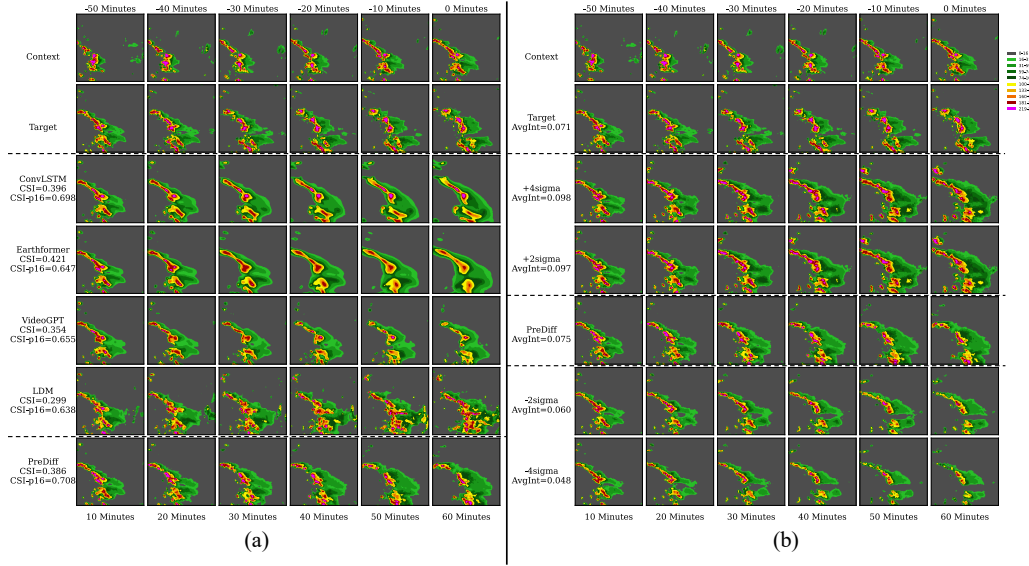 -50 Minutes -40 Minutes -30 Minutes -20 Minutes -10 Minutes 0 Minutes
Context
Target
ConvLSTM
CSI=0.396
CSI-p16=0.698
Earthformer
CSI=0.421
CSI-p16=0.647
VideoGPT
CSI=0.354
CSI-p16=0.655
LDM
CSI=0.299
CSI-p16=0.638
PreDiff
CSI=0.386
CSI-p16=0.708
10 Minutes 20 Minutes 30 Minutes 40 Minutes 50 Minutes 60 Minutes
(a)
-50 Minutes -40 Minutes -30 Minutes -20 Minutes -10 Minutes 0 Minutes
Context
Target
AvgInt=0.071
+4sigma
AvgInt=0.098
+2sigma
AvgInt=0.097
PreDiff
AvgInt=0.075
-2sigma
AvgInt=0.060
-4sigma
AvgInt=0.048
10 Minutes 20 Minutes 30 Minutes 40 Minutes 50 Minutes 60 Minutes
(b)